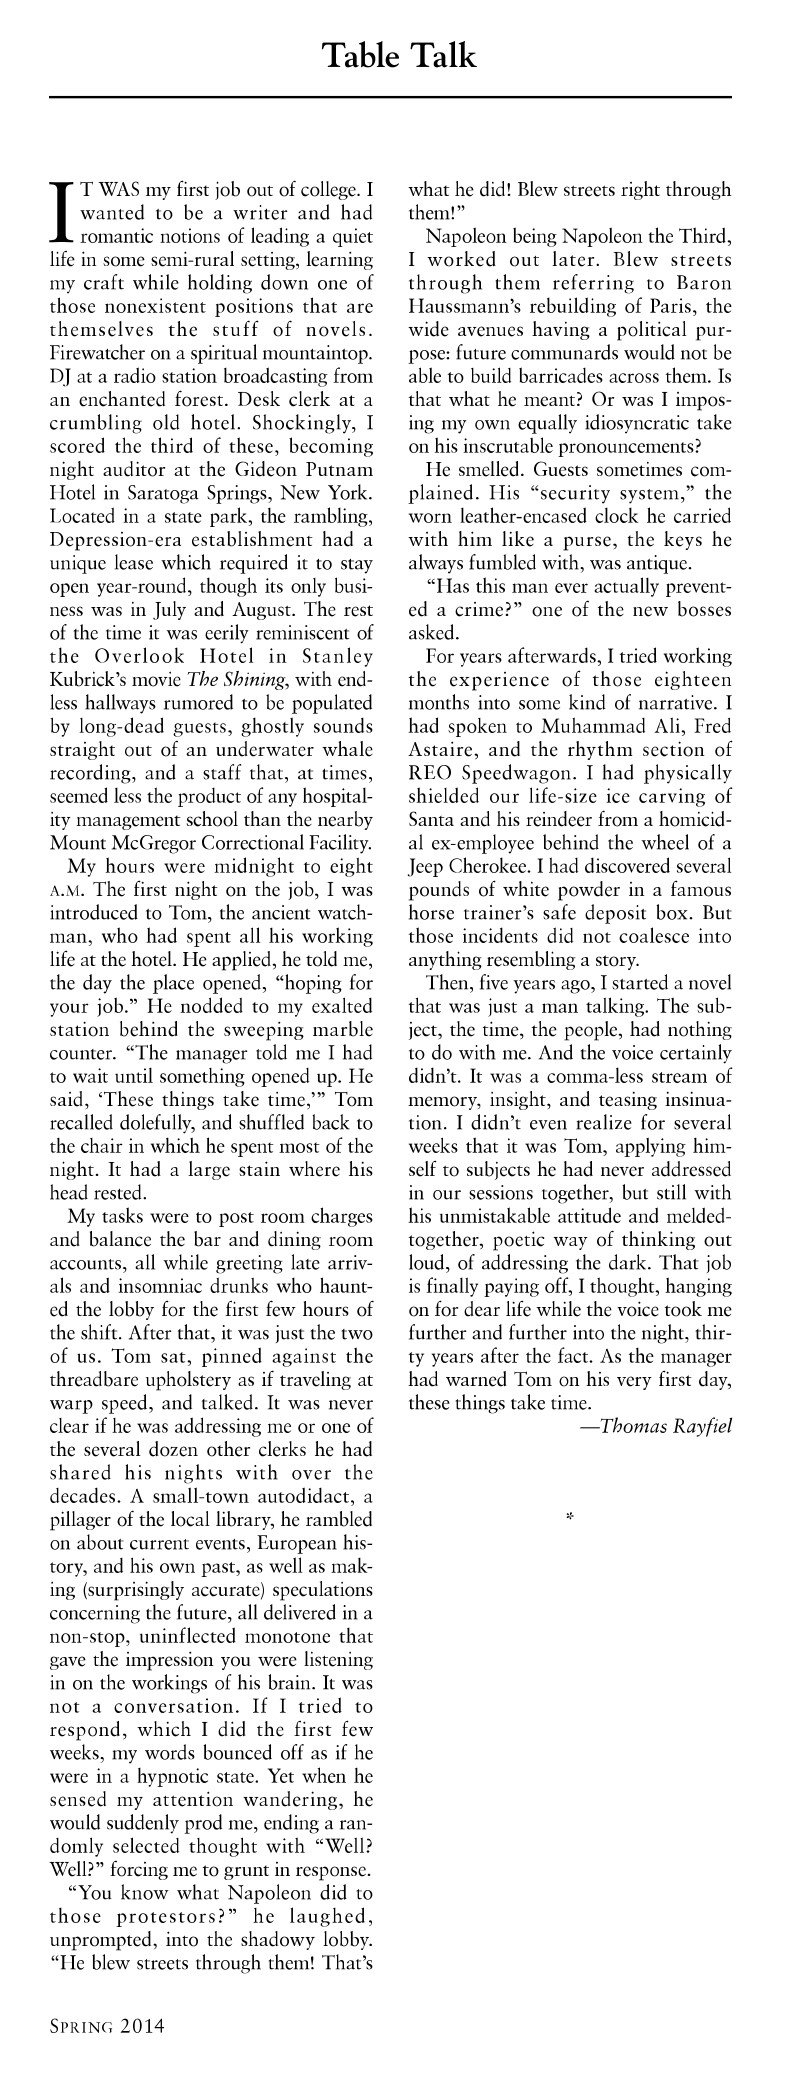 Table Talk
IT WAS my first job out of college. I
wanted to be a writer and had
romantic notions of leading a quiet
life in some semi-rural setting, learning
my craft while holding down one of
those nonexistent positions that are
themselves the stuff of novels.
Firewatcher on a spiritual mountaintop.
DJ at a radio station broadcasting from
an enchanted forest. Desk clerk at a
crumbling old hotel. Shockingly, I
scored the third of these, becoming
night auditor at the Gideon Putnam
Hotel in Saratoga Springs, New York.
Located in a state park, the rambling,
Depression-era establishment had a
unique lease which required it to stay
open year-round, though its only busi-
ness was in July and August. The rest
of the time it was eerily reminiscent of
the Overlook Hotel in Stanley
Kubrick's movie The Shining, with end-
less hallways rumored to be populated
by long-dead guests, ghostly sounds
straight out of an underwater whale
recording, and a staff that, at times,
seemed less the product of any hospital-
ity management school than the nearby
Mount McGregor Correctional Facility.
My hours were midnight to eight
A.M. The first night on the job, I was
introduced to Tom, the ancient watch-
man, who had spent all his working
life at the hotel. He applied, he told me,
the day the place opened, “hoping for
your job.” He nodded to my exalted
station behind the sweeping marble
counter. “The manager told me I had
to wait until something opened up. He
said, ‘These things take time,’” Tom
recalled dolefully, and shuffled back to
the chair in which he spent most of the
night. It had a large stain where his
head rested.
My tasks were to post room charges
and balance the bar and dining room
accounts, all while greeting late arriv-
als and insomniac drunks who haunt-
ed the lobby for the first few hours of
the shift. After that, it was just the two
of us. Tom sat, pinned against the
threadbare upholstery as if traveling at
warp speed, and talked. It was never
clear if he was addressing me or one of
the several dozen other clerks he had
shared his nights with over the
decades. A small-town autodidact, a
pillager of the local library, he rambled
on about current events, European his-
tory, and his own past, as well as mak-
ing (surprisingly accurate) speculations
concerning the future, all delivered in a
non-stop, uninflected monotone that
gave the impression you were listening
in on the workings of his brain. It was
not a conversation. If I tried to
respond, which I did the first few
weeks, my words bounced off as if he
were in a hypnotic state. Yet when he
sensed my attention wandering, he
would suddenly prod me, ending a ran-
domly selected thought with “Well?
Well?” forcing me to grunt in response.
“You know what Napoleon did to
those protestors?” he laughed,
unprompted, into the shadowy lobby.
“He blew streets through them! That's
what he did! Blew streets right through
them!”
Napoleon being Napoleon the Third,
I worked out later. Blew streets
through them referring to Baron
Haussmann's rebuilding of Paris, the
wide avenues having a political pur-
pose: future communards would not be
able to build barricades across them. Is
that what he meant? Or was I impos-
ing my own equally idiosyncratic take
on his inscrutable pronouncements?
He smelled. Guests sometimes com-
plained. His “security system,” the
worn leather-encased clock he carried
with him like a purse, the keys he
always fumbled with, was antique.
“Has this man ever actually prevent-
ed a crime?” one of the new bosses
asked.
For years afterwards, I tried working
the experience of those eighteen
months into some kind of narrative. I
had spoken to Muhammad Ali, Fred
Astaire, and the rhythm section of
REO Speedwagon. I had physically
shielded our life-size ice carving of
Santa and his reindeer from a homicid-
al ex-employee behind the wheel of a
Jeep Cherokee. I had discovered several
pounds of white powder in a famous
horse trainer's safe deposit box. But
those incidents did not coalesce into
anything resembling a story.
Then, five years ago, I started a novel
that was just a man talking. The sub-
ject, the time, the people, had nothing
to do with me. And the voice certainly
didn't. It was a comma-less stream of
memory, insight, and teasing insinua-
tion. I didn't even realize for several
weeks that it was Tom, applying him-
self to subjects he had never addressed
in our sessions together, but still with
his unmistakable attitude and melded-
together, poetic way of thinking out
loud, of addressing the dark. That job
is finally paying off, I thought, hanging
on for dear life while the voice took me
further and further into the night, thir-
ty years after the fact. As the manager
had warned Tom on his very first day,
these things take time.
—Thomas Rayfiel
*
SPRING 2014